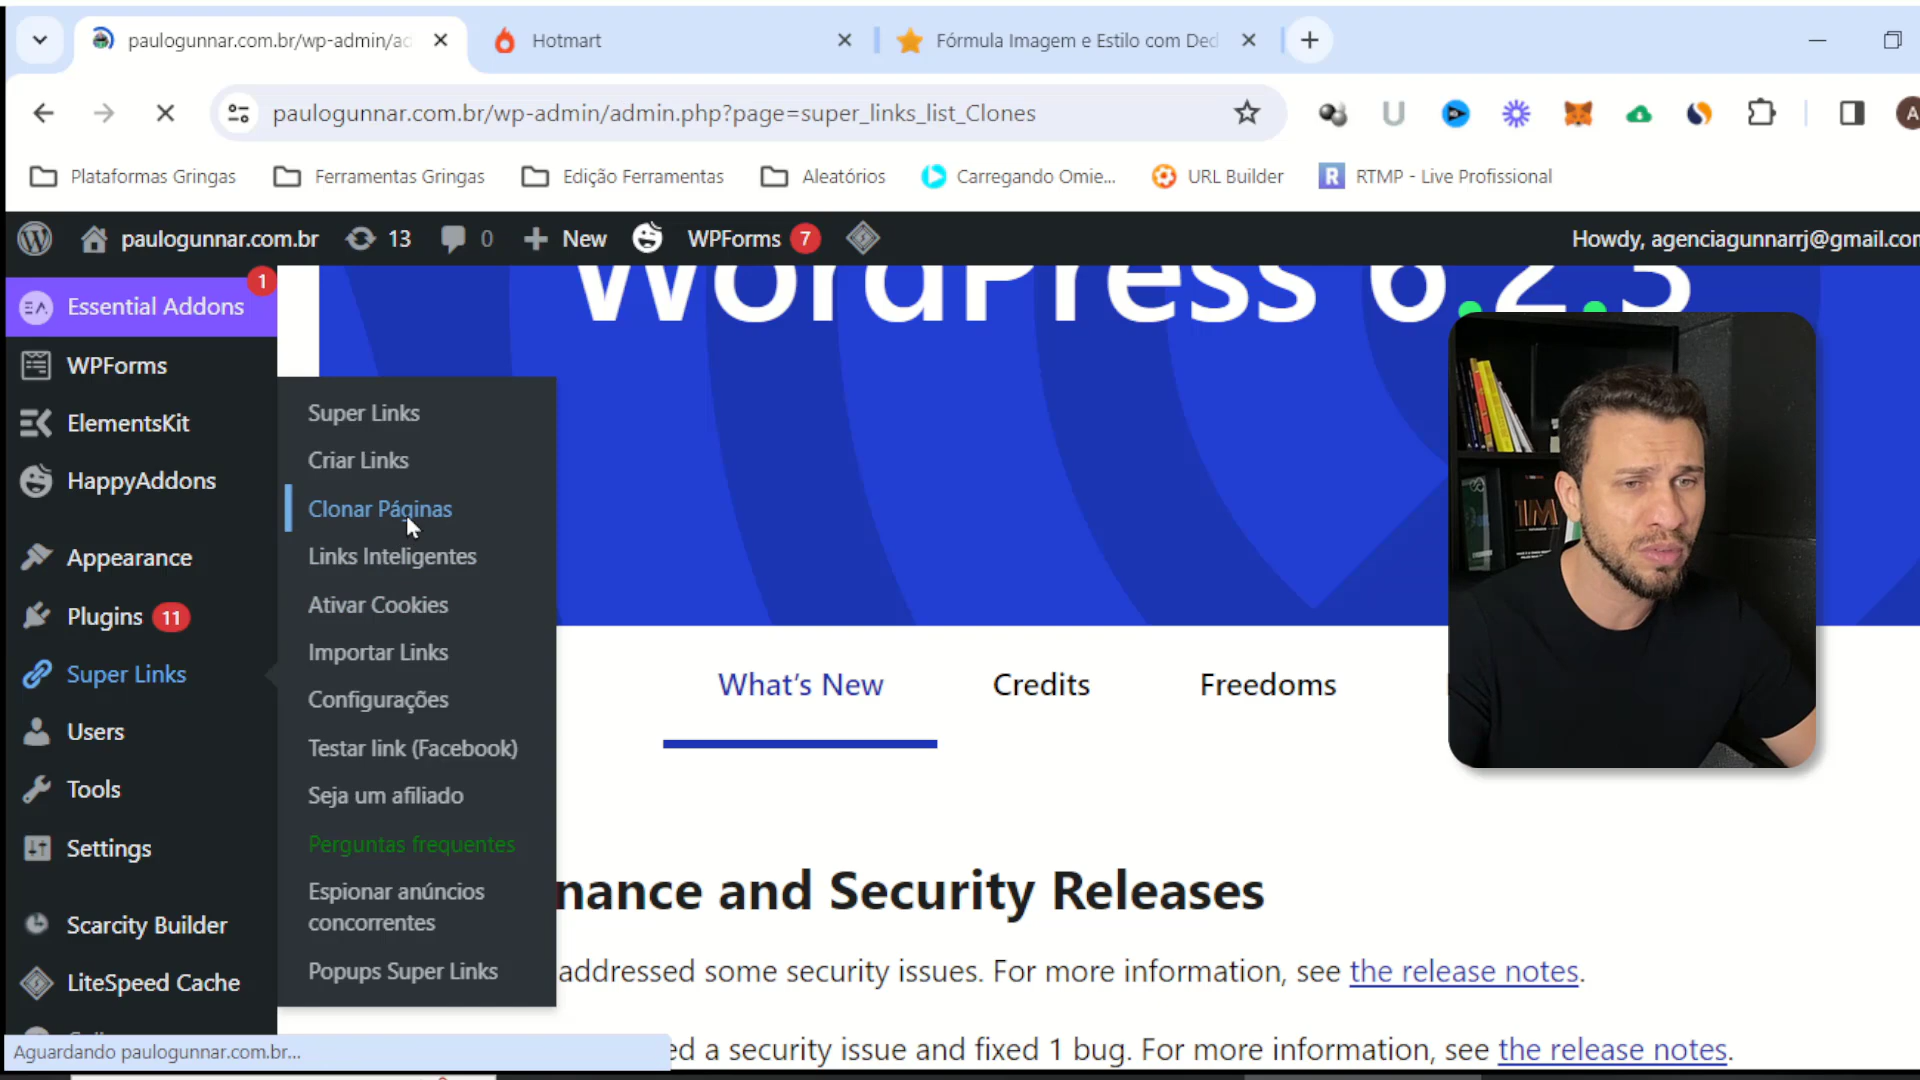 paulogunnar.com.br/wp-admin/ad
Hotmart
Fórmula Imagem e Estilo com Ded
paulogunnar.com.br/wp-admin/admin.php?page=super_links_list_Clones
A
Plataformas Gringas
Ferramentas Gringas
Edição Ferramentas
Aleatórios
Carregando Omie...
URL Builder
R RTMP - Live Profissional
paulogunnar.com.br
13
0
New
WPForms 7
Howdy, agenciagunnarrj@gmail.com
WordPress 6.2.3
1
Essential Addons
WPForms
ElementsKit
HappyAddons
Appearance
Plugins 11
Super Links
Users
Tools
Settings
Scarcity Builder
LiteSpeed Cache
Super Links
Criar Links
Clonar Páginas
Links Inteligentes
Ativar Cookies
Importar Links
Configurações
Testar link (Facebook)
Seja um afiliado
Perguntas frequentes
Espionar anúncios
concorrentes
Popups Super Links
What's New
Credits
Freedoms
1M
nance and Security Releases
addressed some security issues. For more information, see the release notes.
ed a security issue and fixed 1 bug. For more information, see the release notes.
Aguardando paulogunnar.com.br...